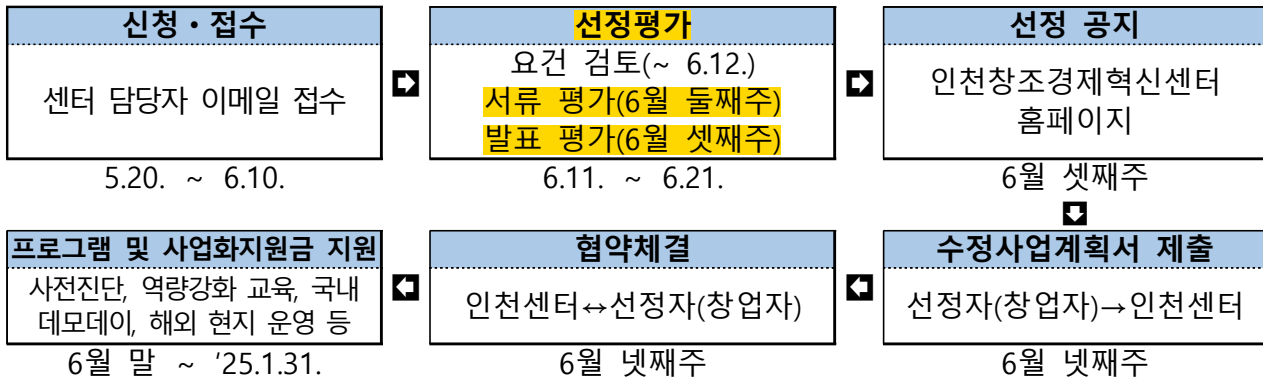 신청・접수
센터 담당자 이메일 접수
5.20. ~ 6.10.
선정평가
요건 검토(~ 6.12.)
서류 평가(6월 둘째주)
발표 평가(6월 셋째주)
6.11. ~ 6.21.
선정 공지
인천창조경제혁신센터
홈페이지
6월 셋째주
수정사업계획서 제출
선정자(창업자)→인천센터
6월 넷째주
협약체결
인천센터↔선정자(창업자)
6월 넷째주
프로그램 및 사업화지원금 지원
사전진단, 역량강화 교육, 국내
데모데이, 해외 현지 운영 등
6월 말 ~ ‘25.1.31.